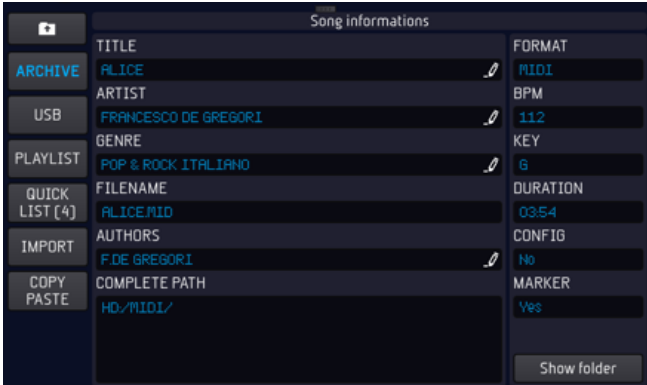 Song informations
ARCHIVE
USB
PLAYLIST
QUICK
LIST (4)
IMPORT
COPY
PASTE
TITLE
ALICE
ARTIST
FRANCESCO DE GREGORI
GENRE
POP & ROCK ITALIANO
FILENAME
ALICE.MID
AUTHORS
F.DE GREGORI
COMPLETE PATH
HD:/MIDI/
FORMAT
MIDI
BPM
112
KEY
G
DURATION
03:54
CONFIG
No
MARKER
Yes
Show folder